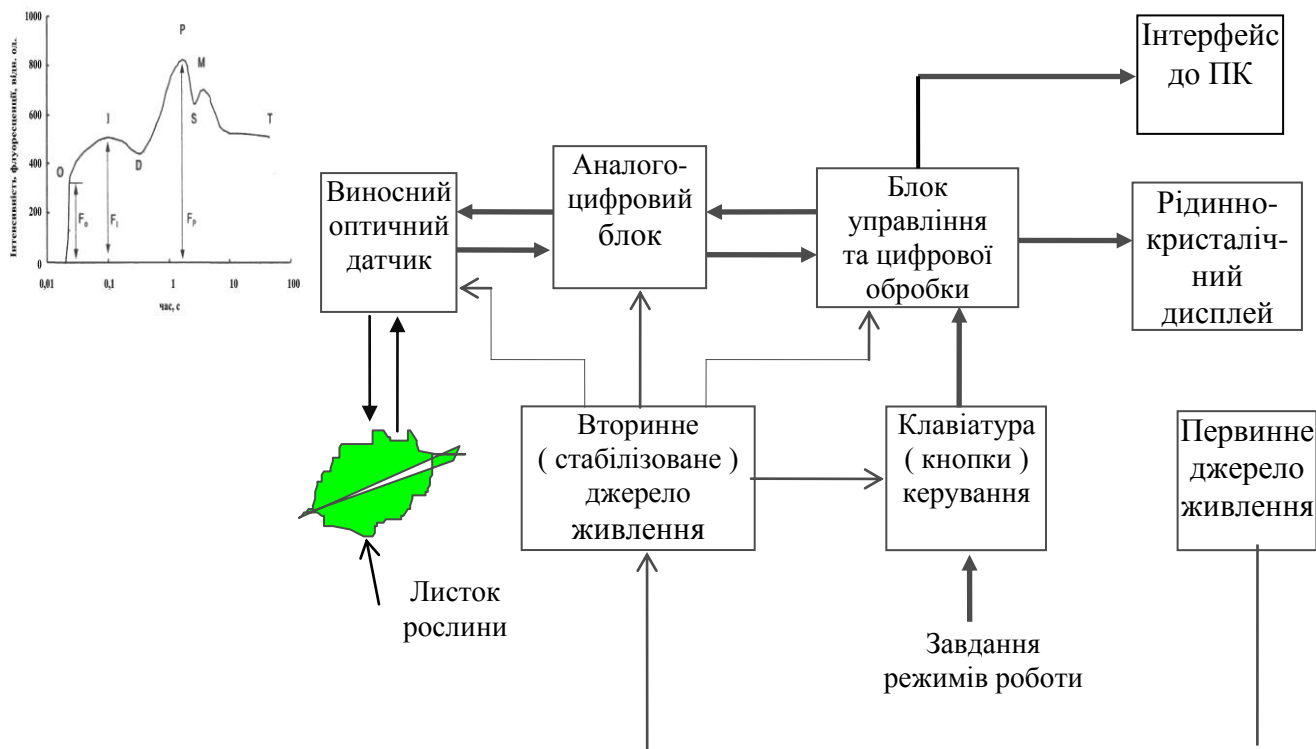 Інтенсивність флуоресценції, відн. од.
1000
800
600
400
200
0
P
M
I
S
T
O
D
Fo
FI
FP
0,01
0,1
1
10
100
час, с
Виносний
оптичний
датчик
Аналого-
цифровий
блок
Блок
управління
та цифрової
обробки
Інтерфейс
до ПК
Рідинно-
кристаліч-
ний
дисплей
Вторинне
( стабілізоване )
джерело
живлення
Клавіатура
( кнопки )
керування
Первинне
джерело
живлення
Листок
рослини
Завдання
режимів роботи